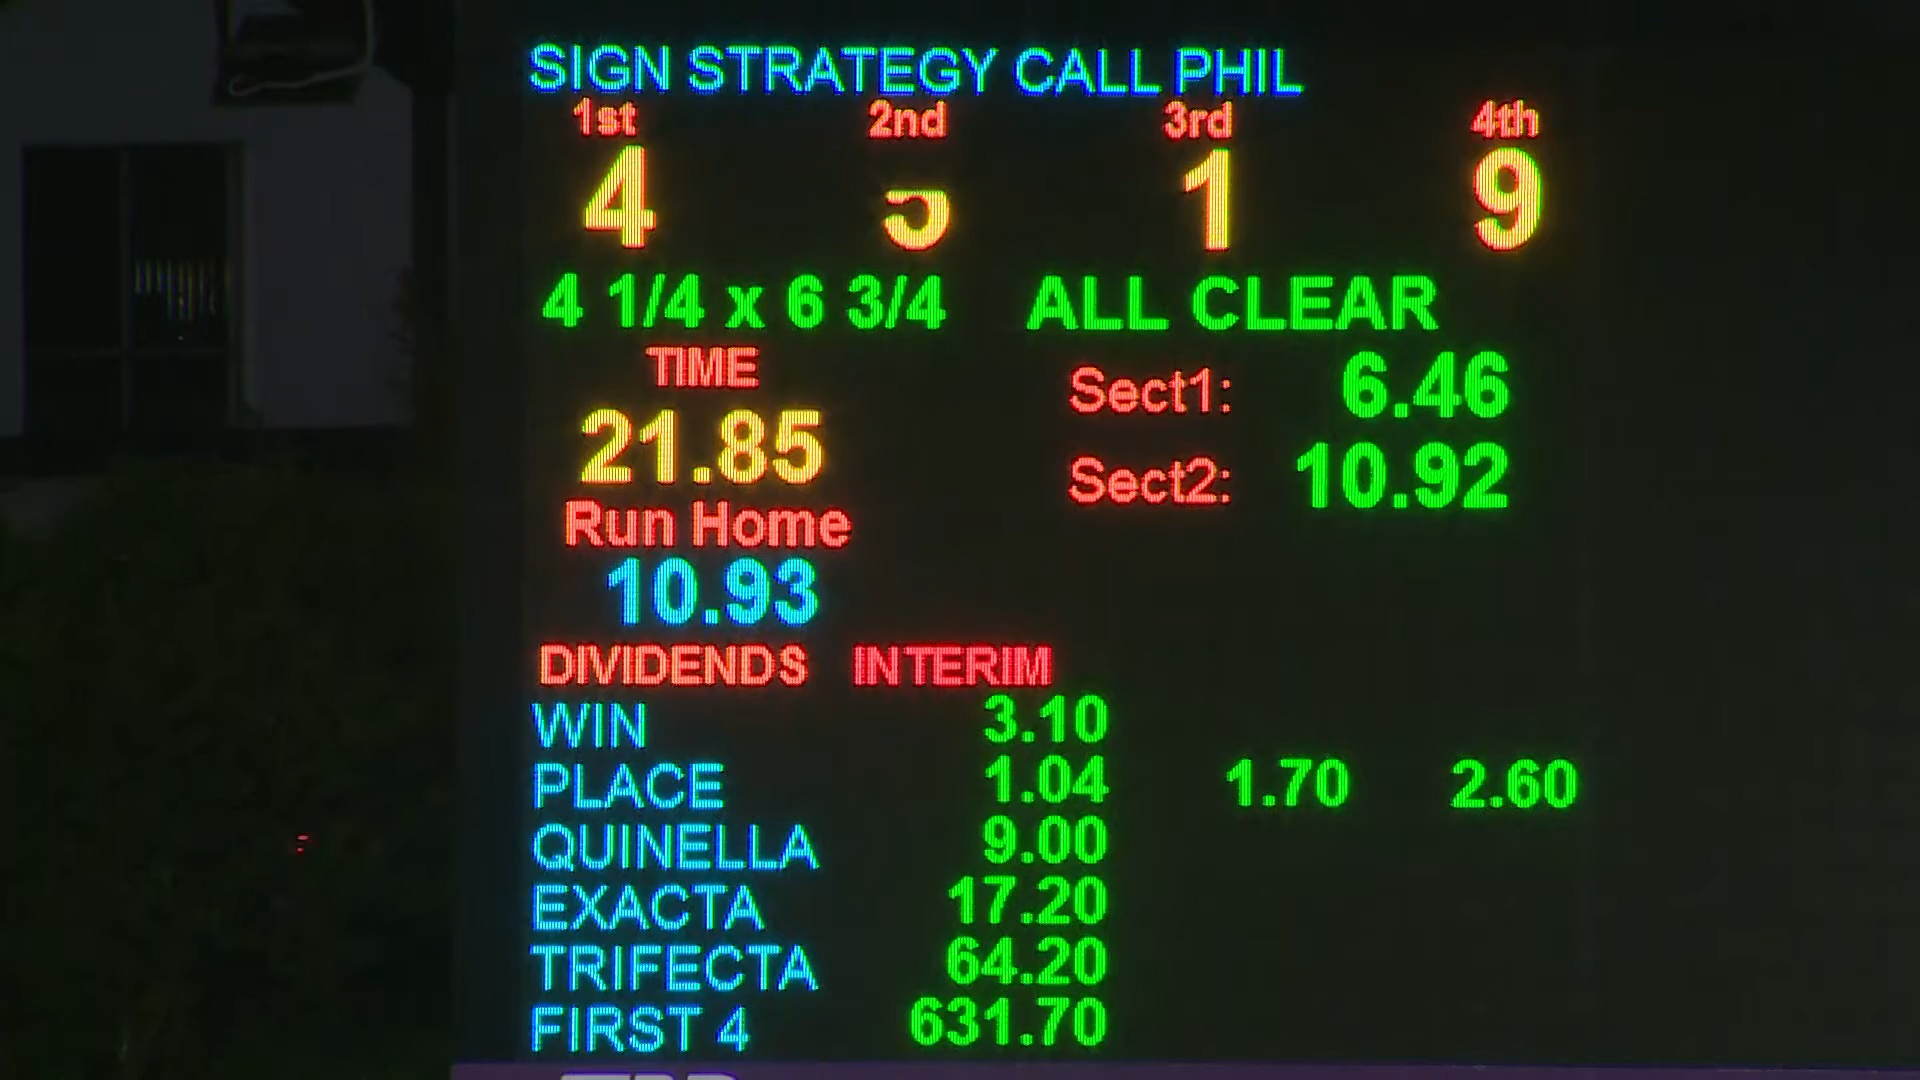 SIGN STRATEGY CALL PHIL
1st 2nd 3rd 4th
4 1 9
4 1/4 x 6 3/4 ALL CLEAR
TIME
21.85
Sect1: 6.46
Sect2: 10.92
Run Home
10.93
DIVIDENDS INTERIM
WIN 3.10
PLACE 1.04 1.70 2.60
QUINELLA 9.00
EXACTA 17.20
TRIFECTA 64.20
FIRST 4 631.70